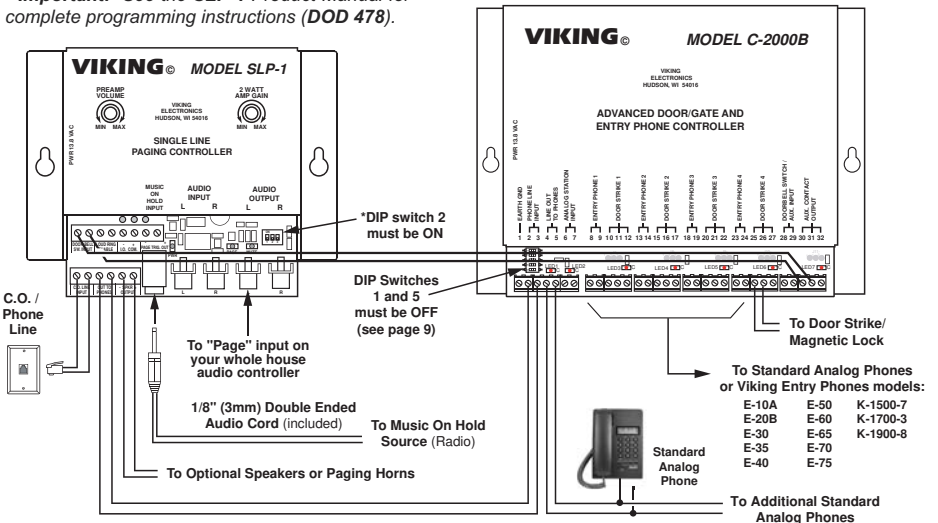 *Important: See the SLP-1 Product Manual for
complete programming instructions (DOD 478).
VIKING© MODEL SLP-1
PREAMP
VOLUME
MIN MAX
VIKING
ELECTRONICS
HUDSON, WI 54016
2 WATT
AMP GAIN
MIN MAX
PWR 13.8 VAC
SINGLE LINE
PAGING CONTROLLER
MUSIC
ON
HOLD
INPUT
AUDIO
INPUT
L R
AUDIO
OUTPUT
L R
PAGE TRIG. OUT
C.O. LINE
INPUT
L R
L R
*DIP switch 2
must be ON
DIP Switches
1 and 5
must be OFF
(see page 9)
C.O. /
Phone
Line
To "Page" input on
your whole house
audio controller
1/8" (3mm) Double Ended
Audio Cord (included)
To Music On Hold
Source (Radio)
To Optional Speakers or Paging Horns
VIKING© MODEL C-2000B
VIKING
ELECTRONICS
HUDSON, WI 54016
PWR 13.8 VAC
ADVANCED DOOR/GATE AND
ENTRY PHONE CONTROLLER
EARTH GND
PHONE LINE
INPUT
LINE OUT
TO PHONES
ANALOG STATION
INPUT
ENTRY PHONE 1
DOOR STRIKE 1
ENTRY PHONE 2
DOOR STRIKE 2
ENTRY PHONE 3
DOOR STRIKE 3
ENTRY PHONE 4
DOOR STRIKE 4
DOORBELL SWITCH /
AUX. INPUT
AUX. CONTACT
OUTPUT
1 2 3 4 5 6 7 8 9 10 11 12 13 14 15 16 17 18 19 20 21 22 23 24 25 26 27 28 29 30 31 32
LED1 LED2 LED3 LED4 LED5 LED6 LED7
To Door Strike/
Magnetic Lock
To Standard Analog Phones
or Viking Entry Phones models:
E-10A E-50 K-1500-7
E-20B E-60 K-1700-3
E-30 E-65 K-1900-8
E-35 E-70
E-40 E-75
Standard
Analog
Phone
To Additional Standard
Analog Phones